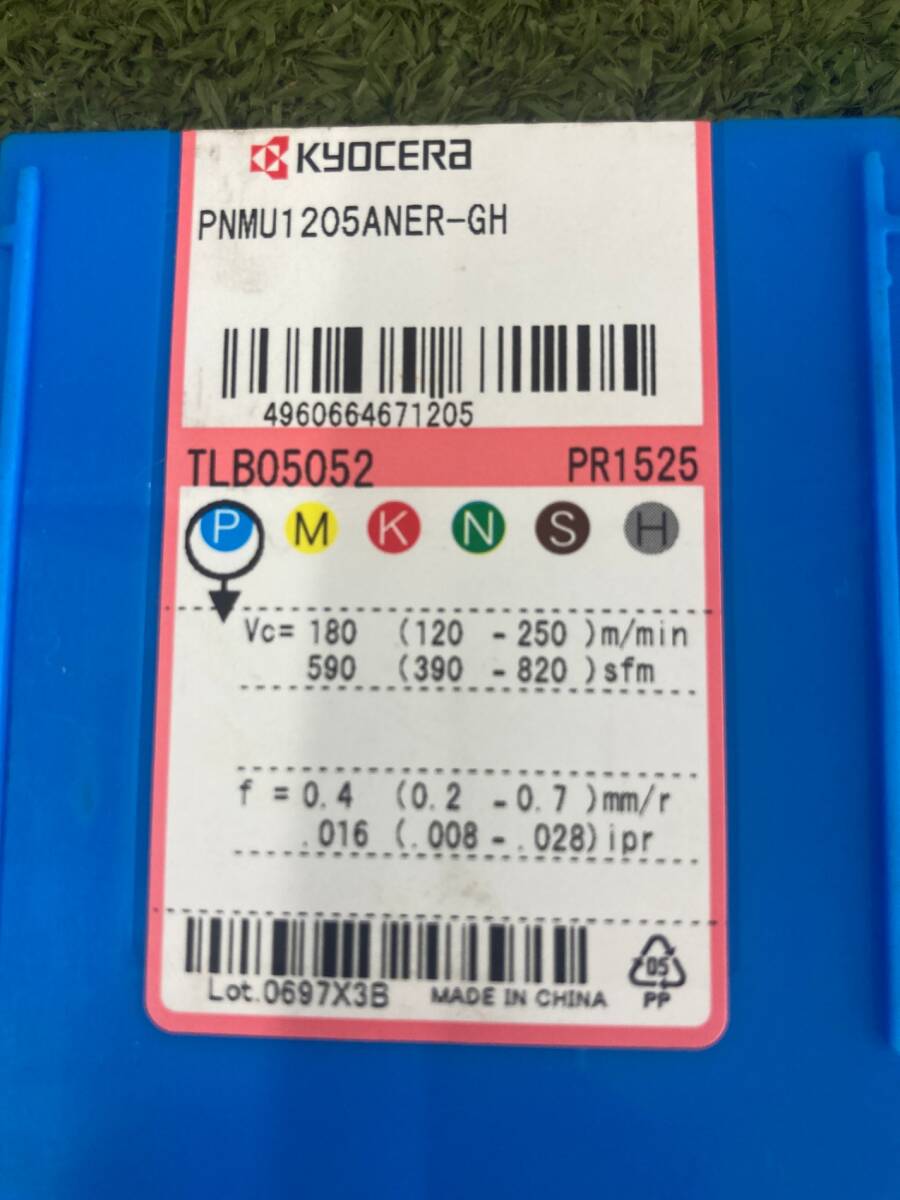 KYOCERA
PNMU1205ANER-GH
4960664671205
TLB05052 PR1525
P M K N S H
Vc= 180 (120 - 250 )m/min
590 (390 - 820 )sfm
f = 0.4 (0.2 - 0.7 )mm/r
.016 (.008 - .028)ipr
Lot.0697X3B MADE IN CHINA
05
PP